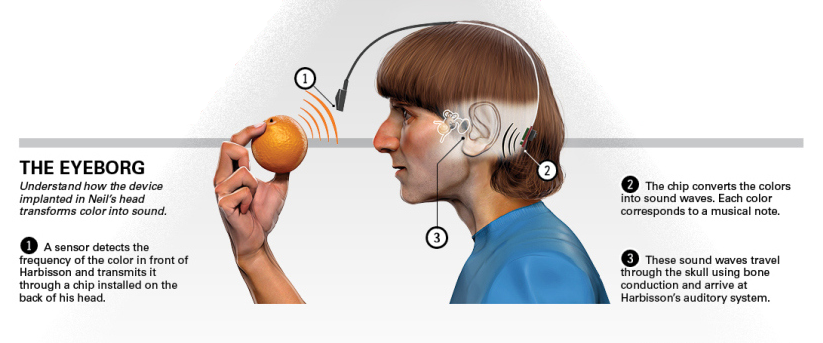 1
2
3
THE EYEBORG
Understand how the device
implanted in Neil's head
transforms color into sound.
1 A sensor detects the
frequency of the color in front of
Harbisson and transmits it
through a chip installed on the
back of his head.
2 The chip converts the colors
into sound waves. Each color
corresponds to a musical note.
3 These sound waves travel
through the skull using bone
conduction and arrive at
Harbisson's auditory system.